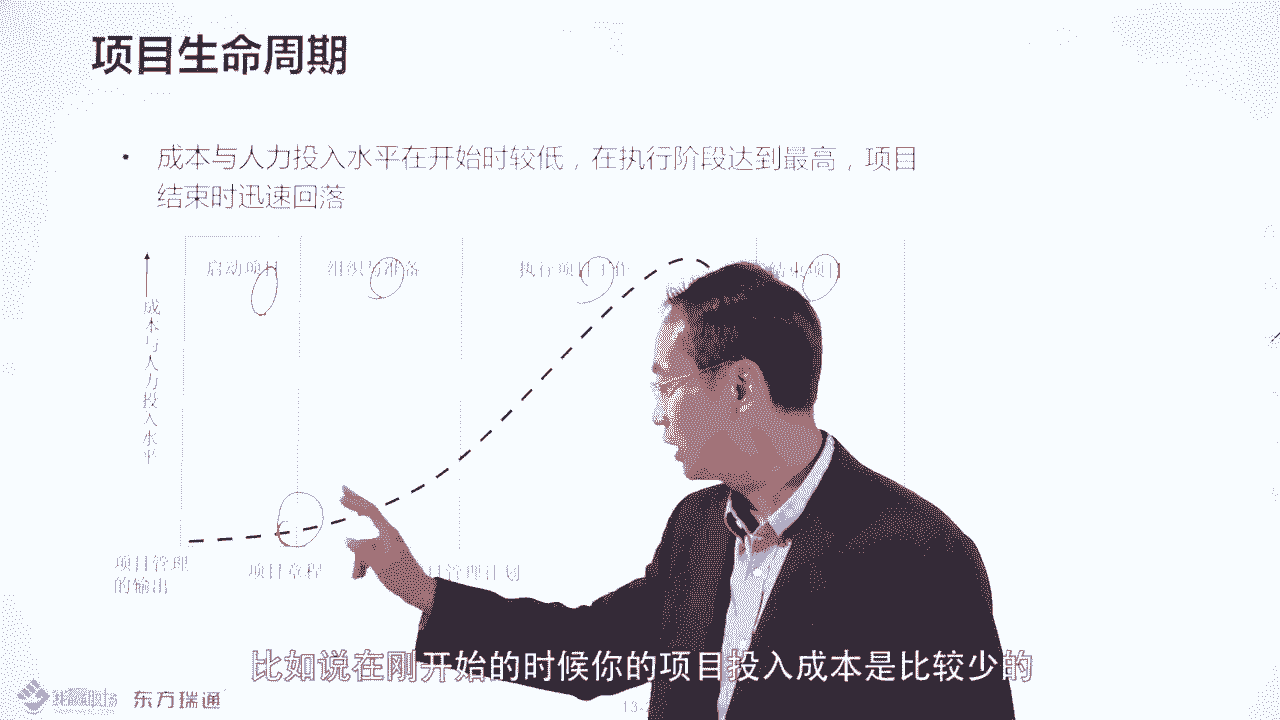 项目生命周期
• 成本与人力投入水平在开始时较低，在执行阶段达到最高，项目
结束时迅速回落
启动项目
组织与准备
执行项目工作
结束项目
成本与人力投入水平
项目管理
的输出
项目章程
目管理计划
比如说在刚开始的时候你的项目投入成本是比较少的
东方瑞通